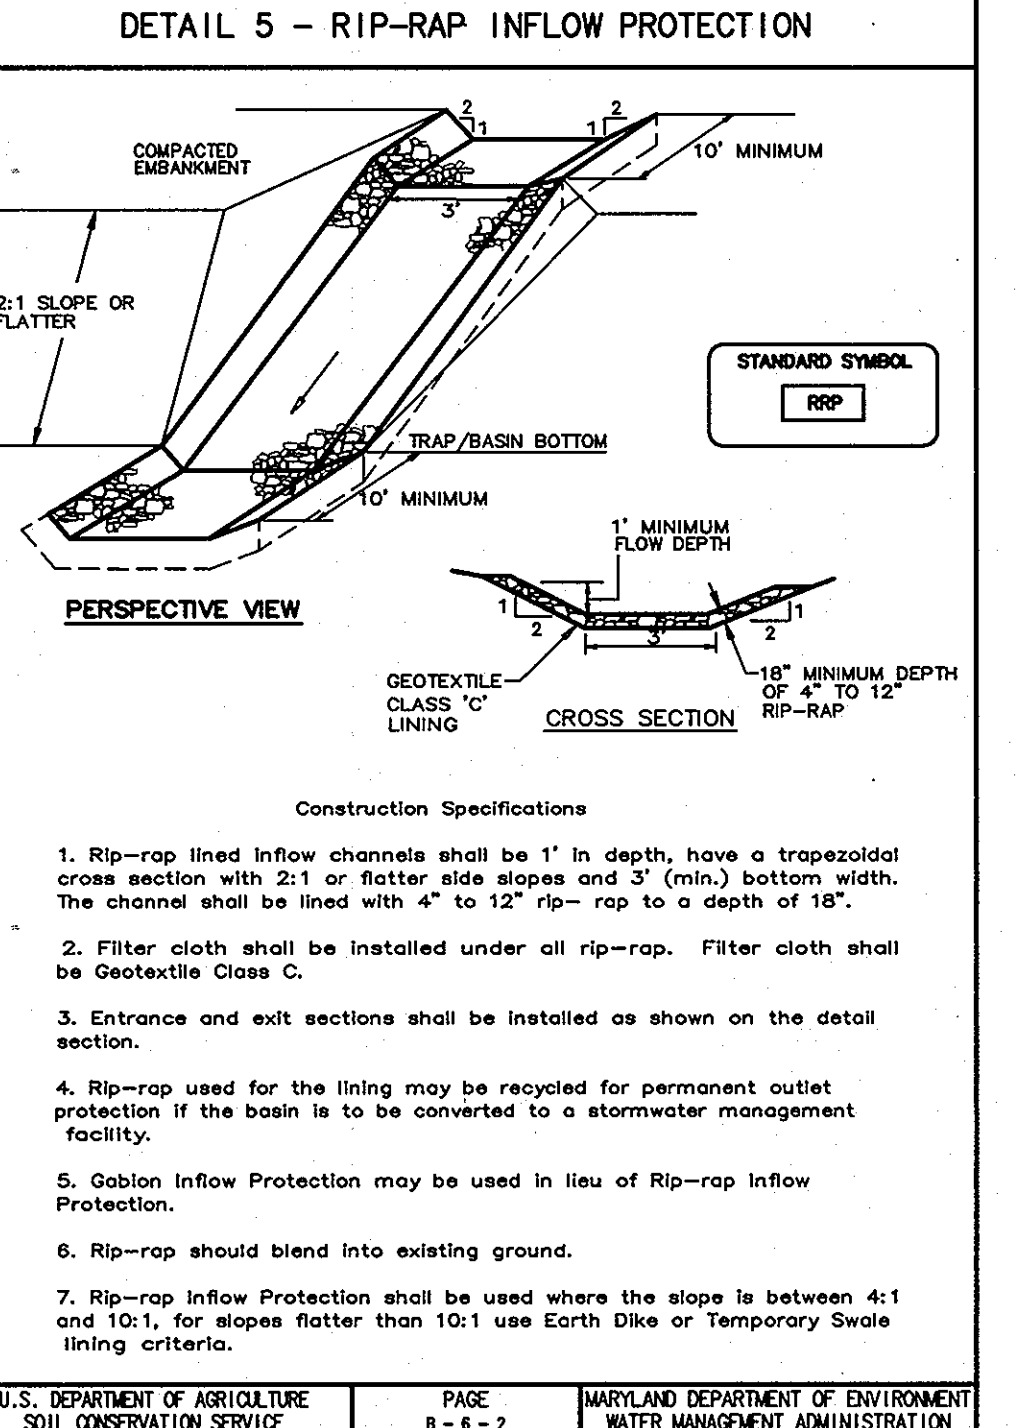 DETAIL 5 – RIP–RAP INFLOW PROTECTION
2
1
1
2
COMPACTED
EMBANKMENT
10' MINIMUM
3'
2:1 SLOPE OR
FLATTER
STANDARD SYMBOL
RRP
TRAP/BASIN BOTTOM
10' MINIMUM
1' MINIMUM
FLOW DEPTH
PERSPECTIVE VIEW
1
2
3'
1
2
GEOTEXTILE
CLASS 'C'
LINING
18" MINIMUM DEPTH
OF 4" TO 12"
RIP–RAP
CROSS SECTION
Construction Specifications
1. Rip–rap lined inflow channels shall be 1' in depth, have a trapezoidal
cross section with 2:1 or flatter side slopes and 3' (min.) bottom width.
The channel shall be lined with 4" to 12" rip– rap to a depth of 18".
2. Filter cloth shall be installed under all rip–rap. Filter cloth shall
be Geotextile Class C.
3. Entrance and exit sections shall be installed as shown on the detail
section.
4. Rip–rap used for the lining may be recycled for permanent outlet
protection if the basin is to be converted to a stormwater management
facility.
5. Gabion Inflow Protection may be used in lieu of Rip–rap Inflow
Protection.
6. Rip–rap should blend into existing ground.
7. Rip–rap Inflow Protection shall be used where the slope is between 4:1
and 10:1, for slopes flatter than 10:1 use Earth Dike or Temporary Swale
lining criteria.
U.S. DEPARTMENT OF AGRICULTURE
SOIL CONSERVATION SERVICE
PAGE
B – 6 – 2
MARYLAND DEPARTMENT OF ENVIRONMENT
WATER MANAGEMENT ADMINISTRATION